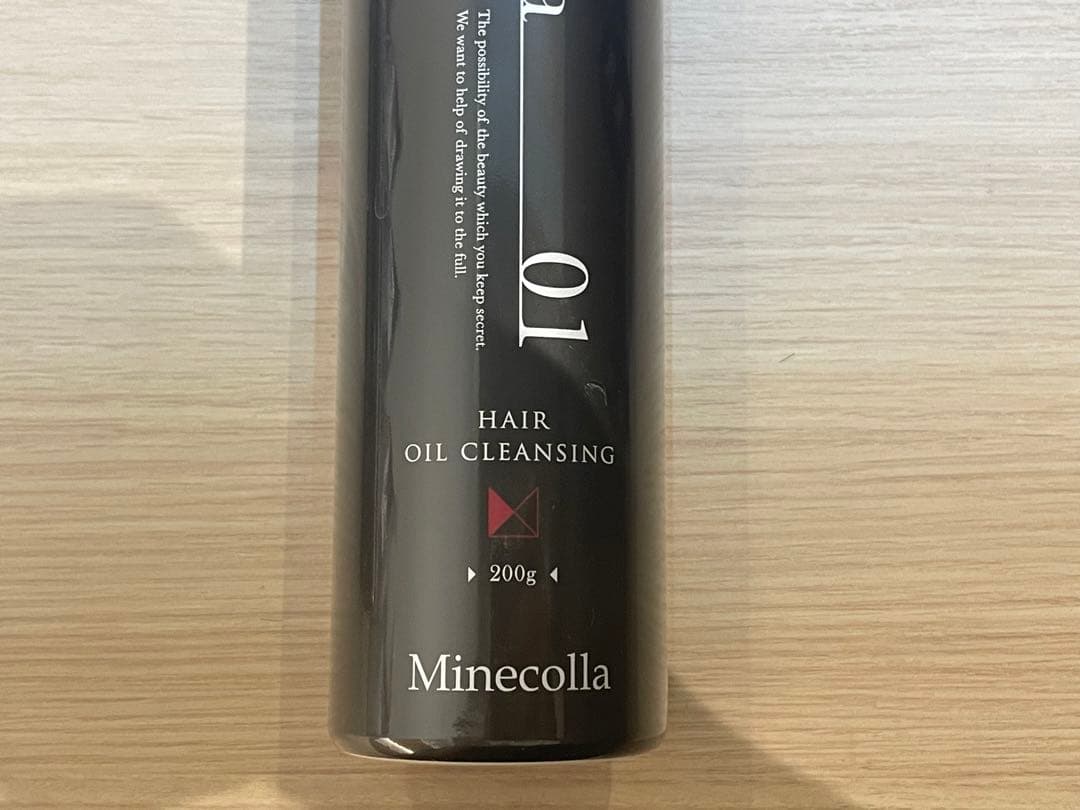 a 01
The possibility of the beauty which you keep secret.
We want to help of drawing it to the full.
HAIR
OIL CLEANSING
200g
Minecolla